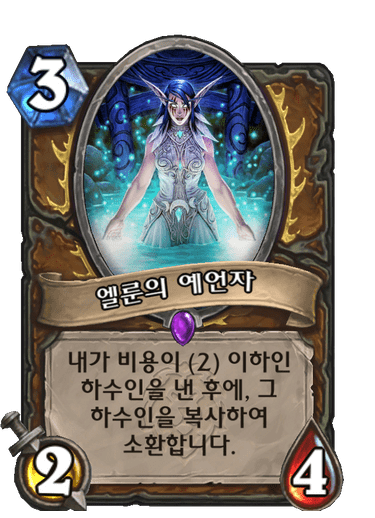 3
엘룬의 예언자
내가 비용이 (2) 이하인
하수인을 낸 후에, 그
하수인을 복사하여
소환합니다.
2
4